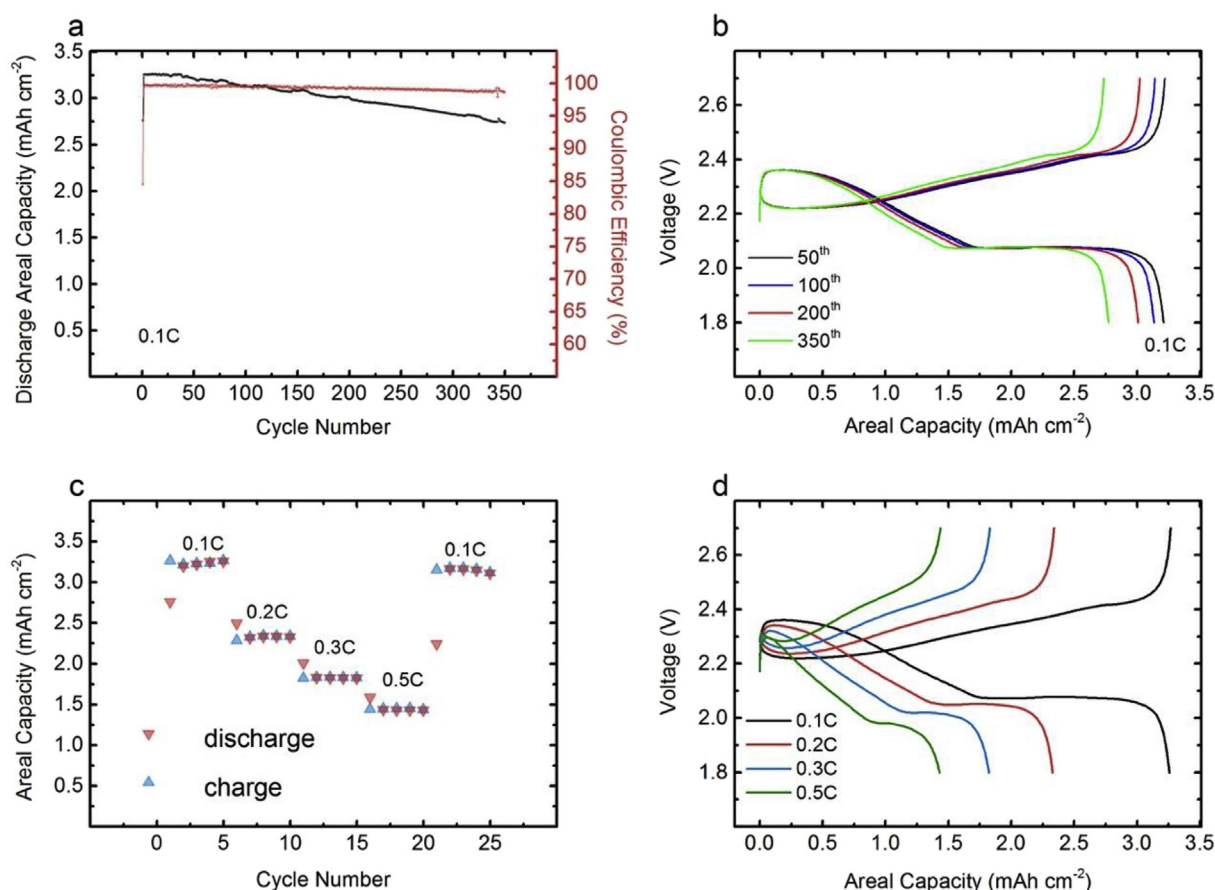 a
3.5
3.0
2.5
2.0
1.5
1.0
0.5
Discharge Areal Capacity (mAh cm-2)
100
95
90
85
80
75
70
65
60
Coulombic Efficiency (%)
0.1C
0 50 100 150 200 250 300 350
Cycle Number
b
2.6
2.4
2.2
2.0
1.8
Voltage (V)
50th
100th
200th
350th
0.1C
0.0 0.5 1.0 1.5 2.0 2.5 3.0 3.5
Areal Capacity (mAh cm-2)
c
3.5
3.0
2.5
2.0
1.5
1.0
0.5
Areal Capacity (mAh cm-2)
0.1C
0.2C
0.3C
0.5C
0.1C
discharge
charge
0 5 10 15 20 25
Cycle Number
d
2.6
2.4
2.2
2.0
1.8
Voltage (V)
0.1C
0.2C
0.3C
0.5C
0.0 0.5 1.0 1.5 2.0 2.5 3.0 3.5
Areal Capacity (mAh cm-2)